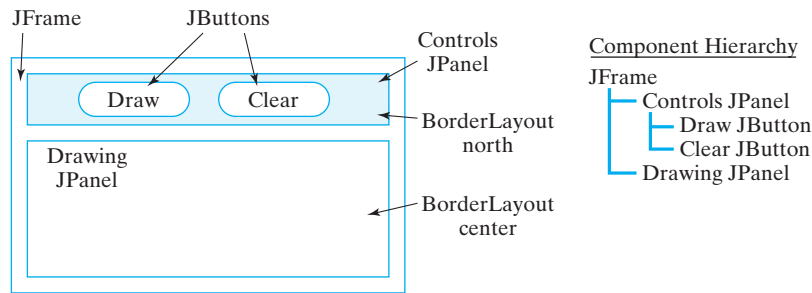 JFrame
JButtons
Controls
JPanel
Draw
Clear
BorderLayout
north
Drawing
JPanel
BorderLayout
center
Component Hierarchy
JFrame
Controls JPanel
Draw JButton
Clear JButton
Drawing JPanel